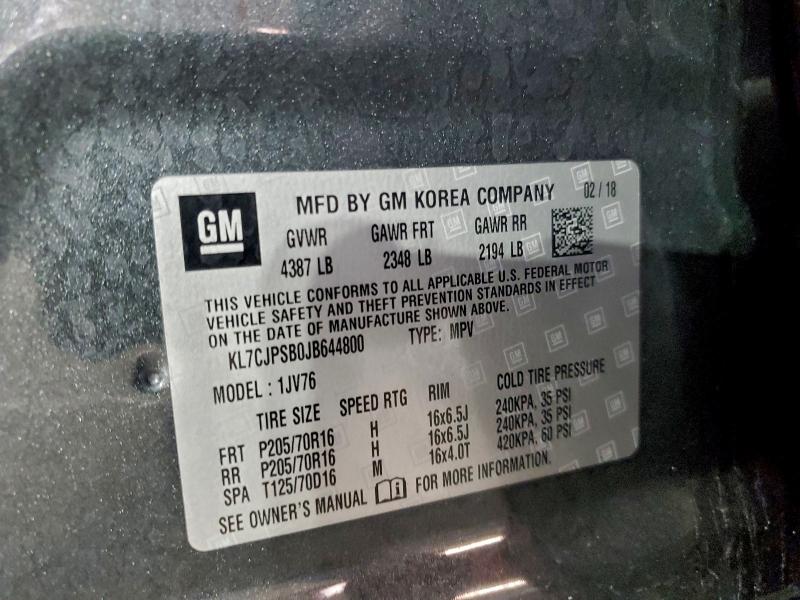 GM
MFD BY GM KOREA COMPANY 02 / 18
GVWR GAWR FRT GAWR RR
4387 LB 2348 LB 2194 LB
THIS VEHICLE CONFORMS TO ALL APPLICABLE U.S. FEDERAL MOTOR
VEHICLE SAFETY AND THEFT PREVENTION STANDARDS IN EFFECT
ON THE DATE OF MANUFACTURE SHOWN ABOVE.
KL7CJPSB0JB644800 TYPE: MPV
MODEL : 1JV76
TIRE SIZE SPEED RTG RIM COLD TIRE PRESSURE
FRT P205/70R16 H 16x6.5J 240KPA, 35 PSI
RR P205/70R16 H 16x6.5J 240KPA, 35 PSI
SPA T125/70D16 M 16x4.0T 420KPA, 60 PSI
SEE OWNER'S MANUAL FOR MORE INFORMATION.